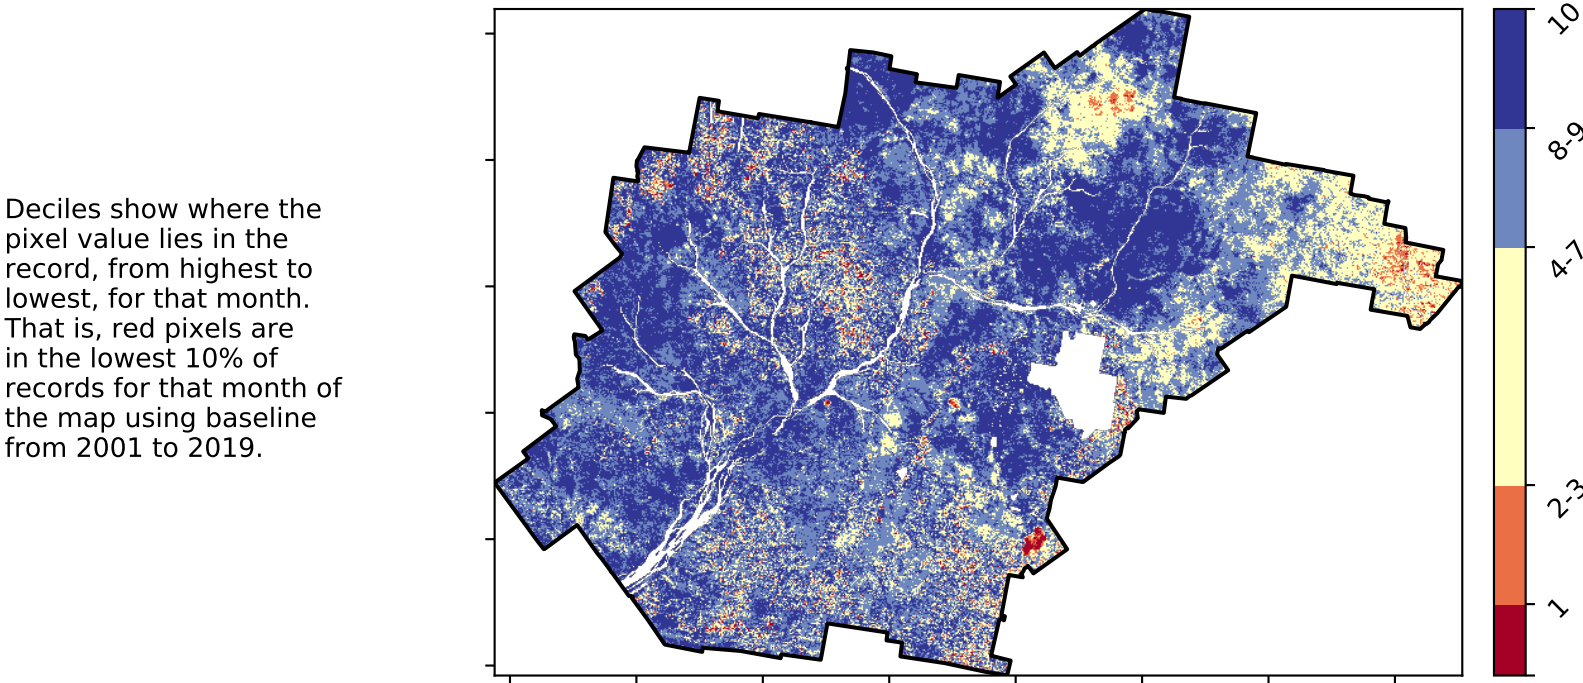 Deciles show where the
pixel value lies in the
record, from highest to
lowest, for that month.
That is, red pixels are
in the lowest 10% of
records for that month of
the map using baseline
from 2001 to 2019.
10
8-9
4-7
2-3
1